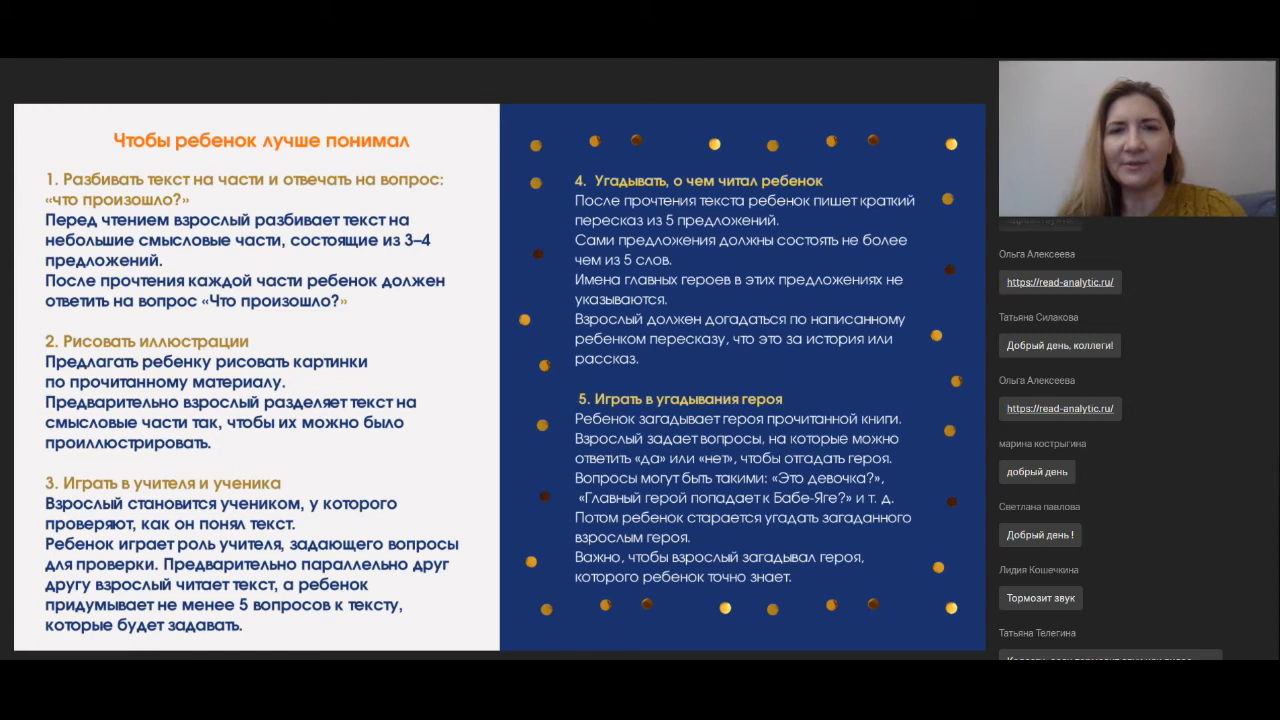 Чтобы ребенок лучше понимал
1. Разбивать текст на части и отвечать на вопрос:
«что произошло?»
Перед чтением взрослый разбивает текст на
небольшие смысловые части, состоящие из 3–4
предложений.
После прочтения каждой части ребенок должен
ответить на вопрос «Что произошло?»
2. Рисовать иллюстрации
Предлагать ребенку рисовать картинки
по прочитанному материалу.
Предварительно взрослый разделяет текст на
смысловые части так, чтобы их можно было
проиллюстрировать.
3. Играть в учителя и ученика
Взрослый становится учеником, у которого
проверяют, как он понял текст.
Ребенок играет роль учителя, задающего вопросы
для проверки. Предварительно параллельно друг
другу взрослый читает текст, а ребенок
придумывает не менее 5 вопросов к тексту,
которые будет задавать.
4. Угадывать, о чем читал ребенок
После прочтения текста ребенок пишет краткий
пересказ из 5 предложений.
Сами предложения должны состоять не более
чем из 5 слов.
Имена главных героев в этих предложениях не
указываются.
Взрослый должен догадаться по написанному
ребенком пересказу, что это за история или
рассказ.
5. Играть в угадывания героя
Ребенок загадывает героя прочитанной книги.
Взрослый задает вопросы, на которые можно
ответить «да» или «нет», чтобы отгадать героя.
Вопросы могут быть такими: «Это девочка?»,
«Главный герой попадает к Бабе-Яге?» и т. д.
Потом ребенок старается угадать загаданного
взрослым героя.
Важно, чтобы взрослый загадывал героя,
которого ребенок точно знает.
Ольга Алексеева
https://read-analytic.ru/
Татьяна Силакова
Добрый день, коллеги!
Ольга Алексеева
https://read-analytic.ru/
марина кострыгина
добрый день
Светлана павлова
Добрый день !
Лидия Кошечкина
Тормозит звук
Татьяна Телегина